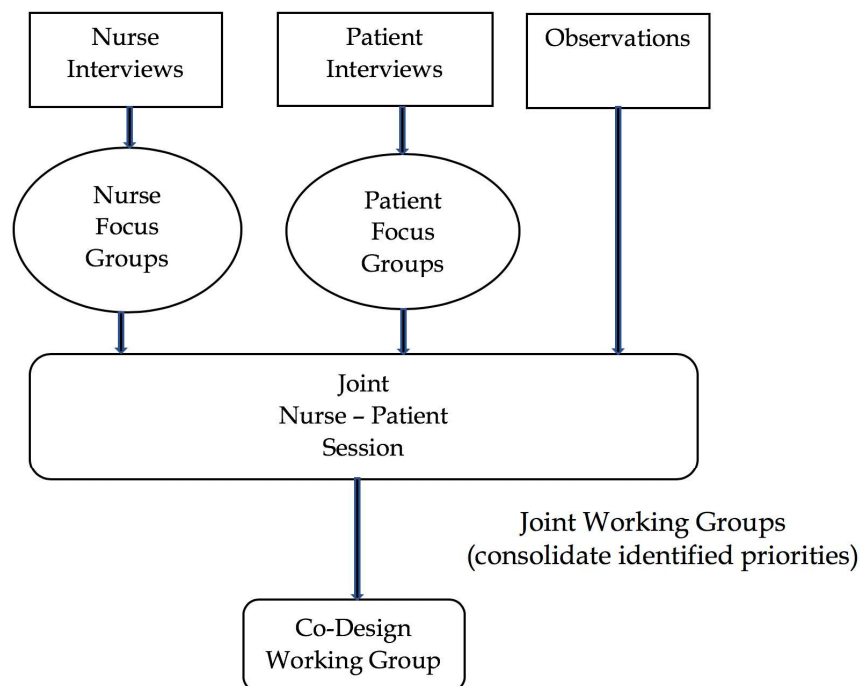 Nurse
Interviews
Patient
Interviews
Observations
Nurse
Focus
Groups
Patient
Focus
Groups
Joint
Nurse – Patient
Session
Joint Working Groups
(consolidate identified priorities)
Co-Design
Working Group